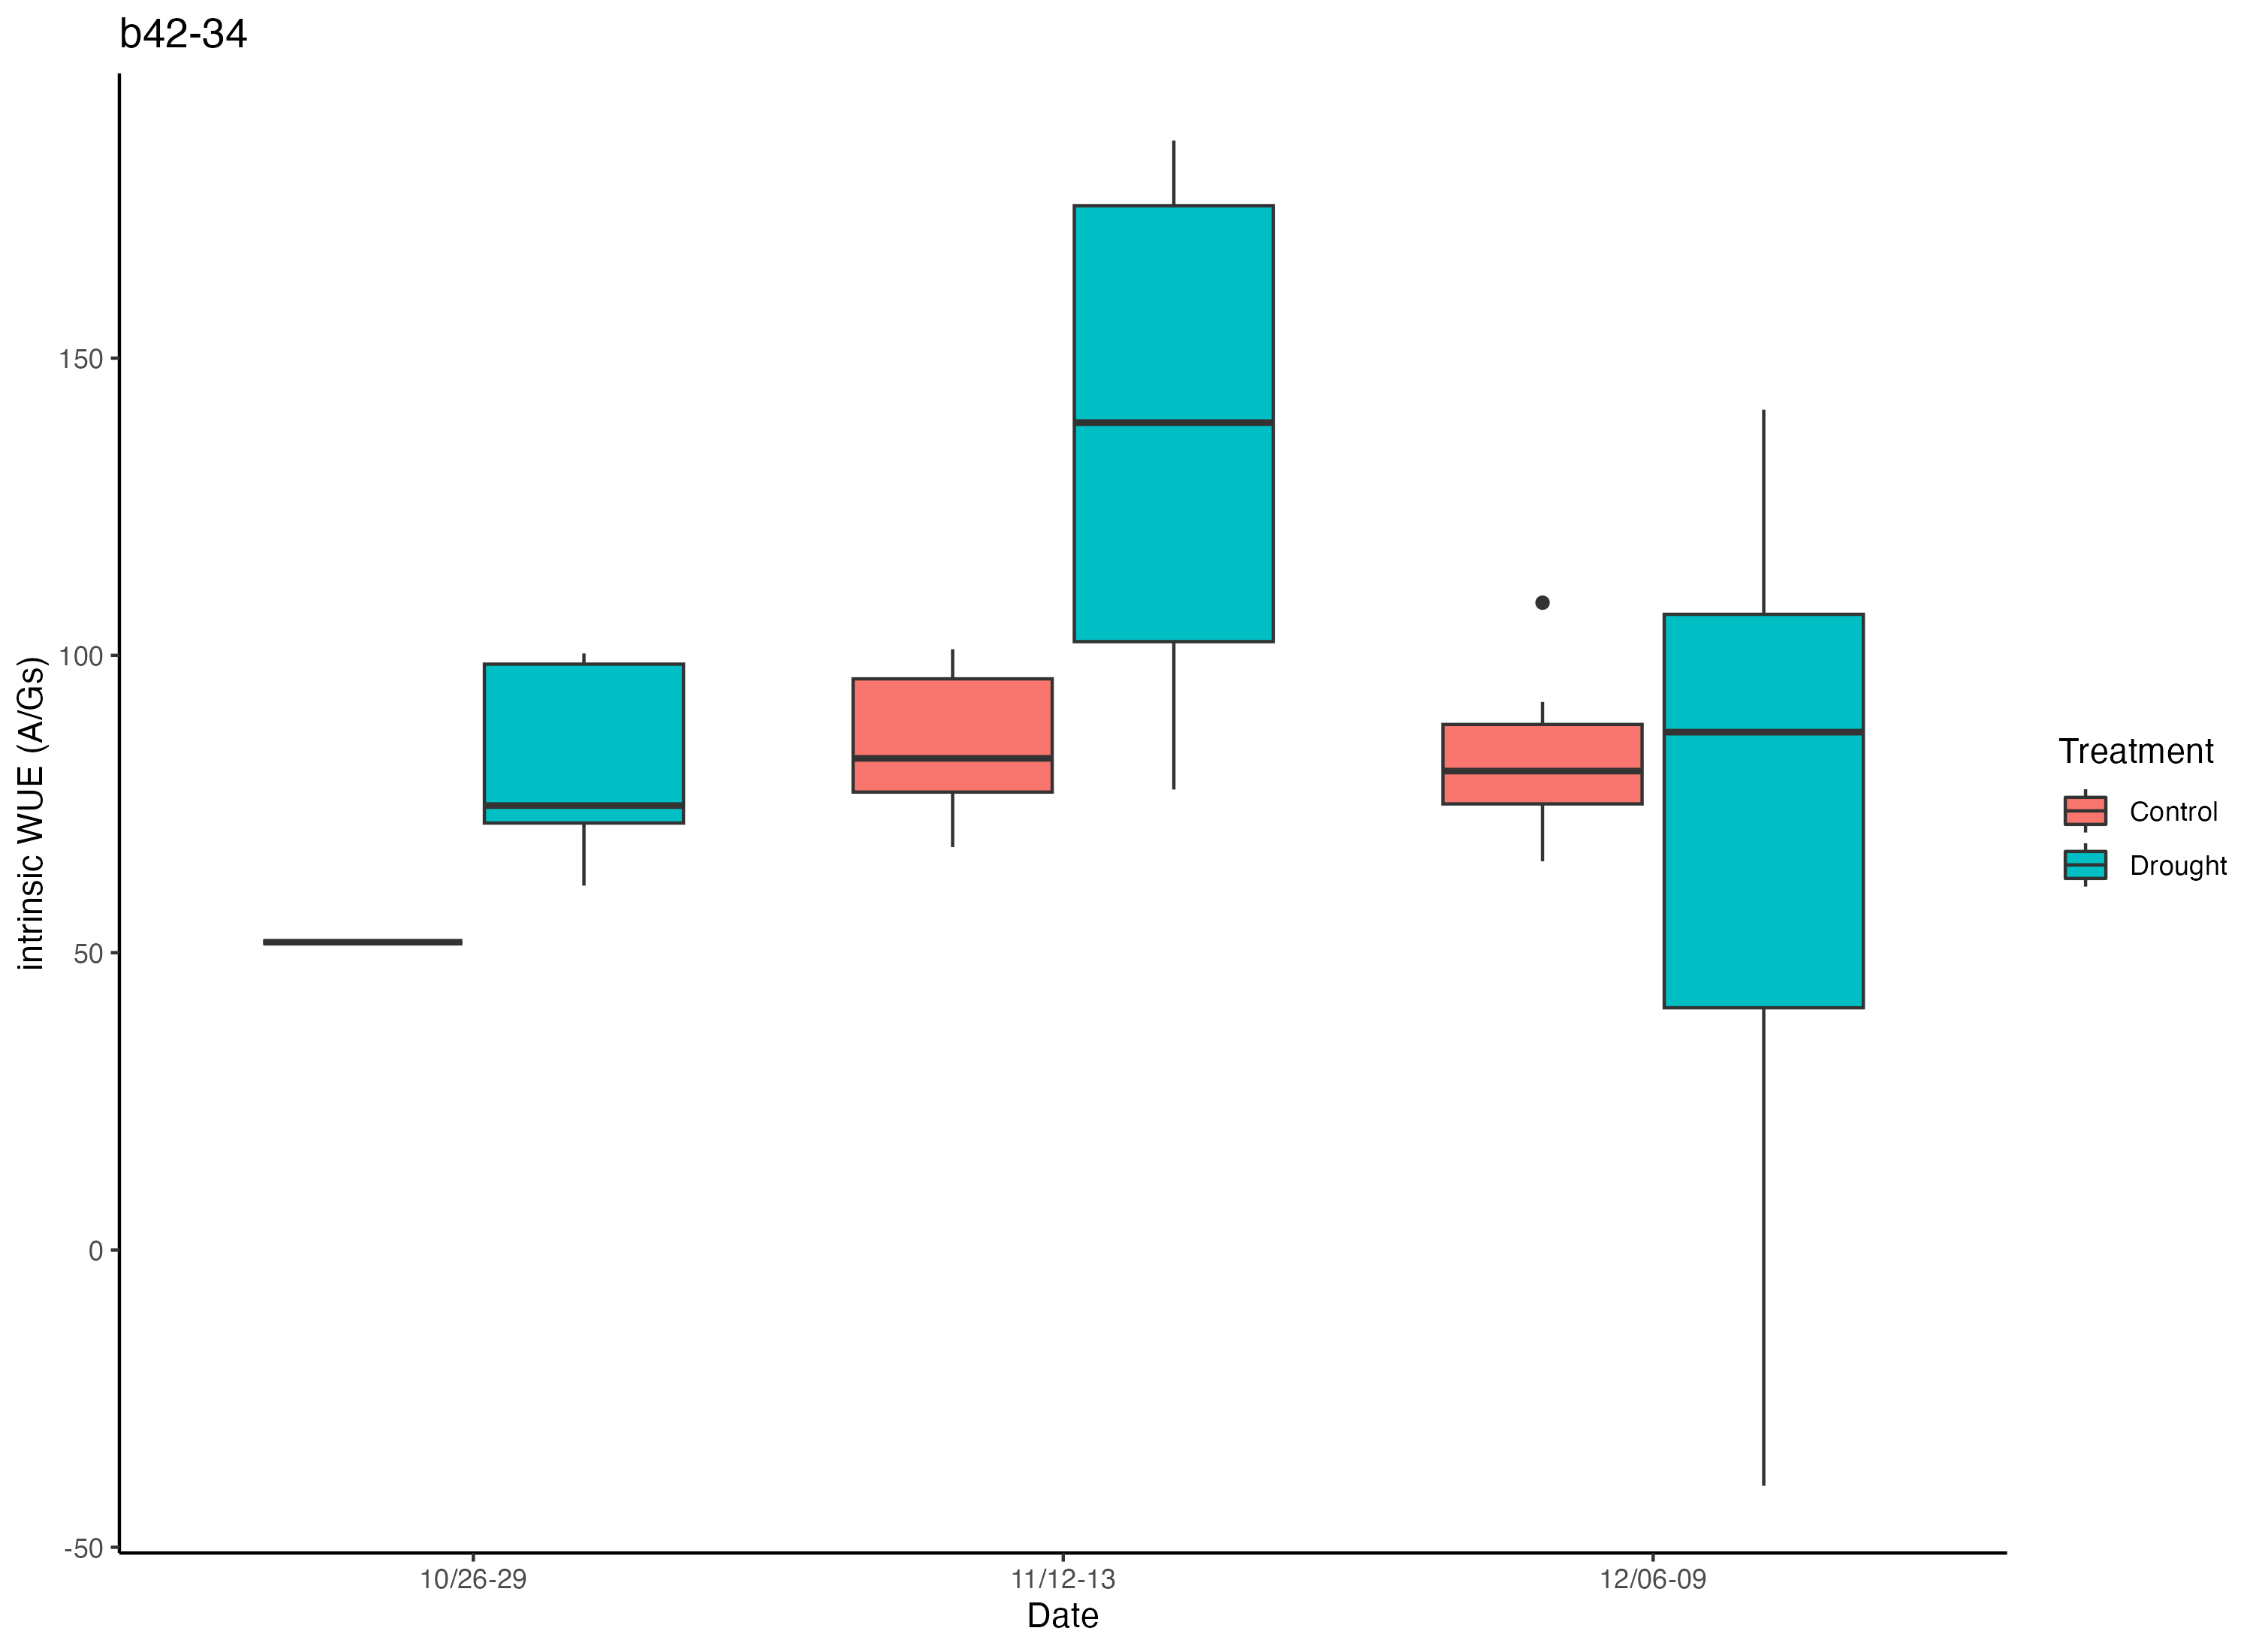 b42-34
intrinsic WUE (A/Gs)
150
100
50
0
-50
10/26-29
11/12-13
12/06-09
Date
Treatment
Control
Drought